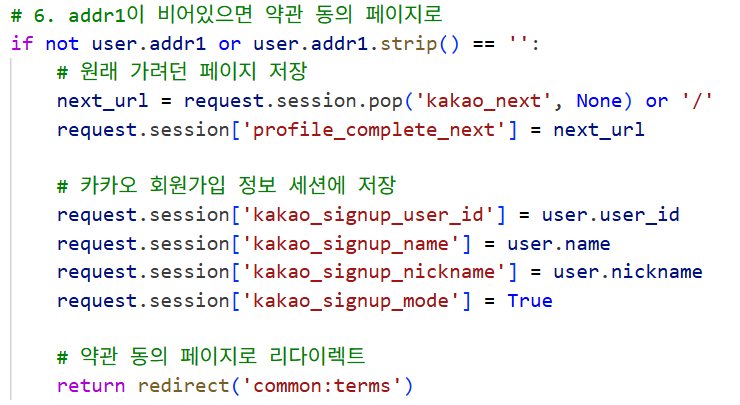 # 6. addr1이 비어있으면 약관 동의 페이지로
if not user.addr1 or user.addr1.strip() == '':
    # 원래 가려던 페이지 저장
    next_url = request.session.pop('kakao_next', None) or '/'
    request.session['profile_complete_next'] = next_url

    # 카카오 회원가입 정보 세션에 저장
    request.session['kakao_signup_user_id'] = user.user_id
    request.session['kakao_signup_name'] = user.name
    request.session['kakao_signup_nickname'] = user.nickname
    request.session['kakao_signup_mode'] = True

    # 약관 동의 페이지로 리다이렉트
    return redirect('common:terms')